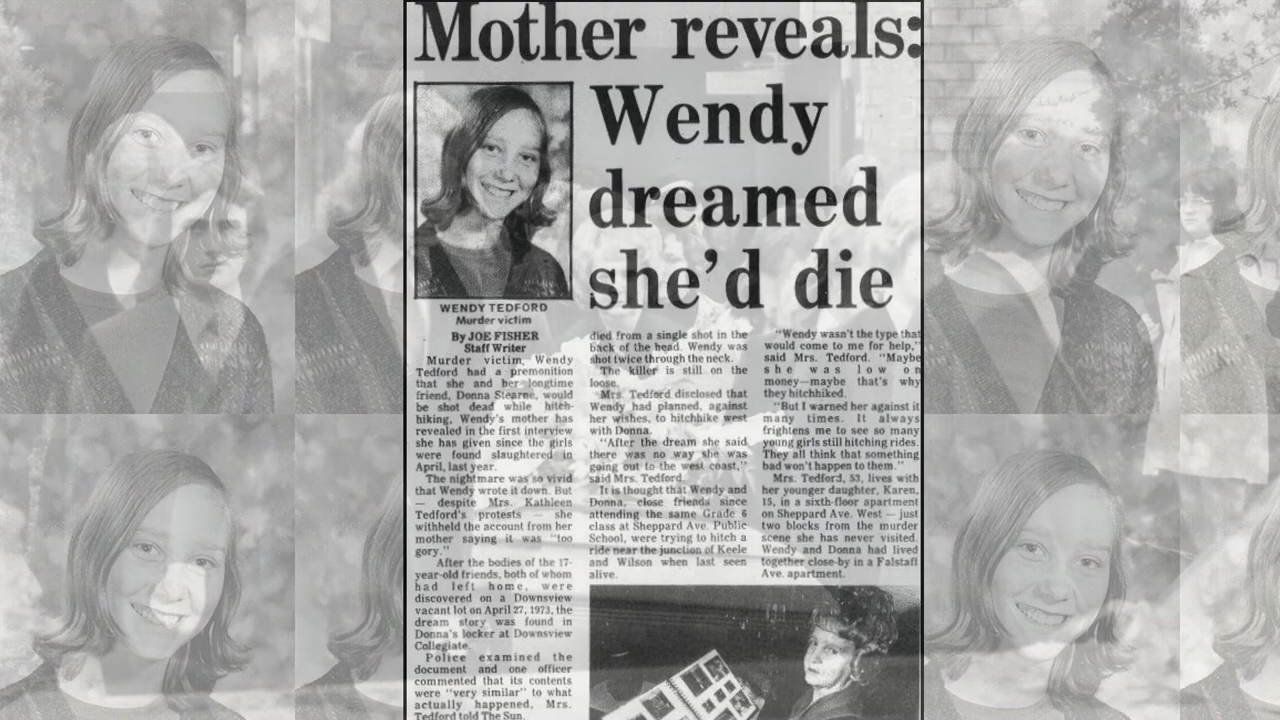 Mother reveals:
Wendy
dreamed
she'd die
WENDY TEDFORD
Murder victim
By JOE FISHER
Staff Writer
Murder victim, Wendy
Tedford had a premonition
that she and her longtime
friend, Donna Stearne, would
be shot dead while hitch-
hiking, Wendy's mother has
revealed in the first interview
she has given since the girls
were found slaughtered in
April, last year.
The nightmare was so vivid
that Wendy wrote it down. But
— despite Mrs. Kathleen
Tedford's protests — she
withheld the account from her
mother saying it was "too
gory."
After the bodies of the 17-
year-old friends, both of whom
had left home, were
discovered on a Downsview
vacant lot on April 27, 1973, the
dream story was found in
Donna's locker at Downsview
Collegiate.
Police examined the
document and one officer
commented that its contents
were "very similar" to what
actually happened, Mrs.
Tedford told The Sun.
died from a single shot in the
back of the head. Wendy was
shot twice through the neck.
The killer is still on the
loose.
Mrs. Tedford disclosed that
Wendy had planned, against
her wishes, to hitchhike west
with Donna.
"After the dream she said
there was no way she was
going out to the west coast,"
said Mrs. Tedford.
It is thought that Wendy and
Donna, close friends since
attending the same Grade 6
class at Sheppard Ave. Public
School, were trying to hitch a
ride near the junction of Keele
and Wilson when last seen
alive.
"Wendy wasn't the type that
would come to me for help,"
said Mrs. Tedford. "Maybe
she was low on
money—maybe that's why
they hitchhiked.
"But I warned her against it
many times. It always
frightens me to see so many
young girls still hitching rides.
They all think that something
bad won't happen to them."
Mrs. Tedford, 53, lives with
her younger daughter, Karen,
15, in a sixth-floor apartment
on Sheppard Ave. West — just
two blocks from the murder
scene she has never visited.
Wendy and Donna had lived
together close-by in a Falstaff
Ave. apartment.